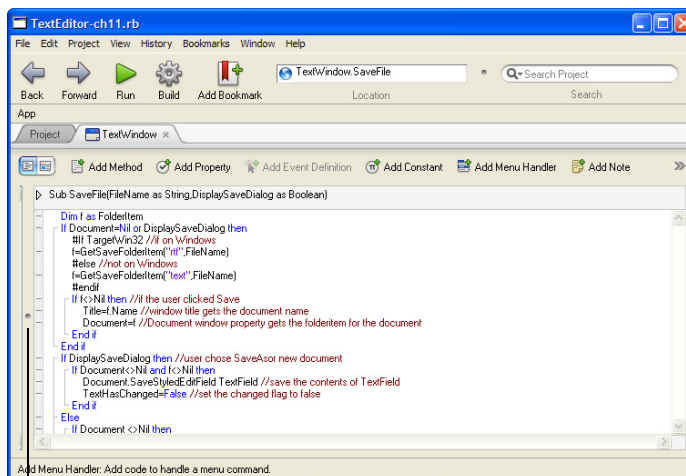 TextEditor-ch11.rb
File Edit Project View History Bookmarks Window Help
TextWindow.SaveFile
Search Project
Back Forward Run Build Add Bookmark Location Search
App
Project TextWindow
Add Method Add Property Add Event Definition Add Constant Add Menu Handler Add Note
Sub SaveFile(FileName as String,DisplaySaveDialog as Boolean)
Dim f as FolderItem
If Document=Nil or DisplaySaveDialog then
#If TargetWin32 //if on Windows
f=GetSaveFolderItem("rtf",FileName)
#else //not on Windows
f=GetSaveFolderItem("text",FileName)
#endif
If f<>Nil then //if the user clicked Save
Title=f.Name //window title gets the document name
Document=f //Document window property gets the folderitem for the document
End if
End if
If DisplaySaveDialog then //user chose SaveAsor new document
If Document<>Nil and f<>Nil then
Document.SaveStyledEditField TextField //save the contents of TextField
TextHasChanged=False //set the changed flag to false
End if
Else
If Document <>Nil then
Add Menu Handler: Add code to handle a menu command.